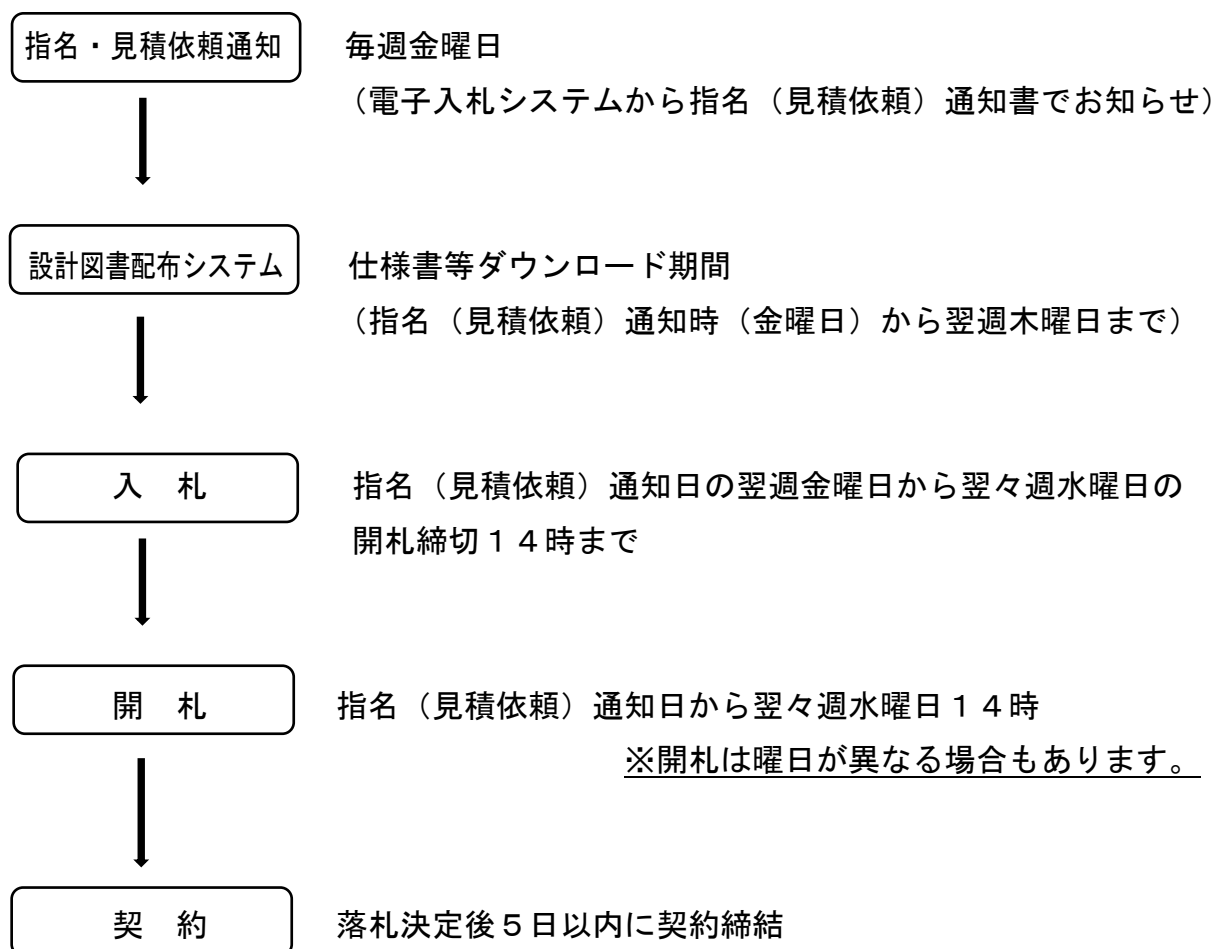 指名・見積依頼通知　毎週金曜日
（電子入札システムから指名（見積依頼）通知書でお知らせ）
設計図書配布システム　仕様書等ダウンロード期間
（指名（見積依頼）通知時（金曜日）から翌週木曜日まで）
入　札　指名（見積依頼）通知日の翌週金曜日から翌々週水曜日の
開札締切１４時まで
開　札　指名（見積依頼）通知日から翌々週水曜日１４時
※開札は曜日が異なる場合もあります。
契　約　落札決定後５日以内に契約締結